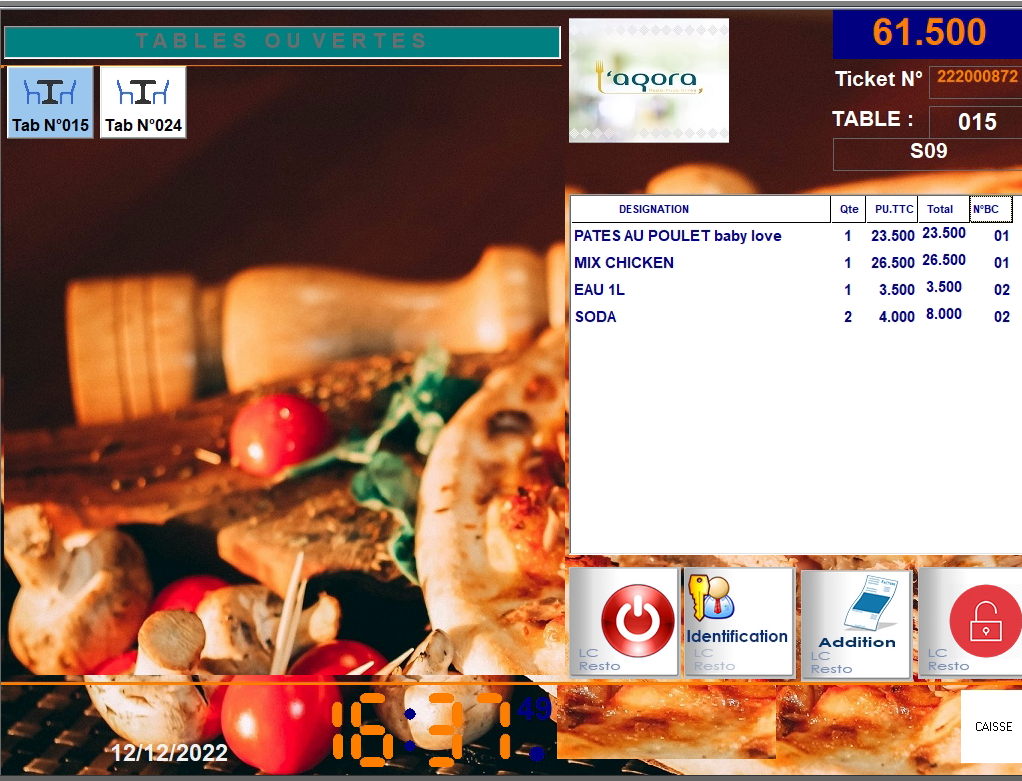 TABLES OUVERTES
Tab N°015
Tab N°024
l'agora
61.500
Ticket N° 222000872
TABLE : 015
S09
DESIGNATION Qte PU.TTC Total N°BC
PATES AU POULET baby love 1 23.500 23.500 01
MIX CHICKEN 1 26.500 26.500 01
EAU 1L 1 3.500 3.500 02
SODA 2 4.000 8.000 02
LC
Resto
Identification
LC
Resto
Addition
LC
Resto
LC
Resto
12/12/2022
16:37 49
CAISSE